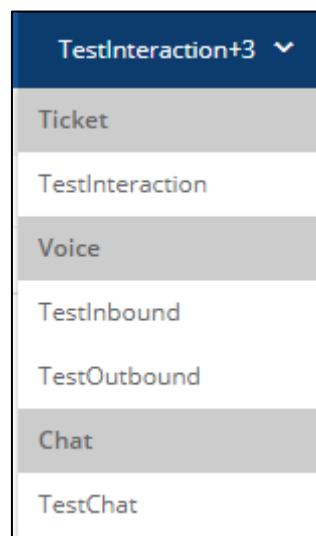 TestInteraction+3
Ticket
TestInteraction
Voice
TestInbound
TestOutbound
Chat
TestChat